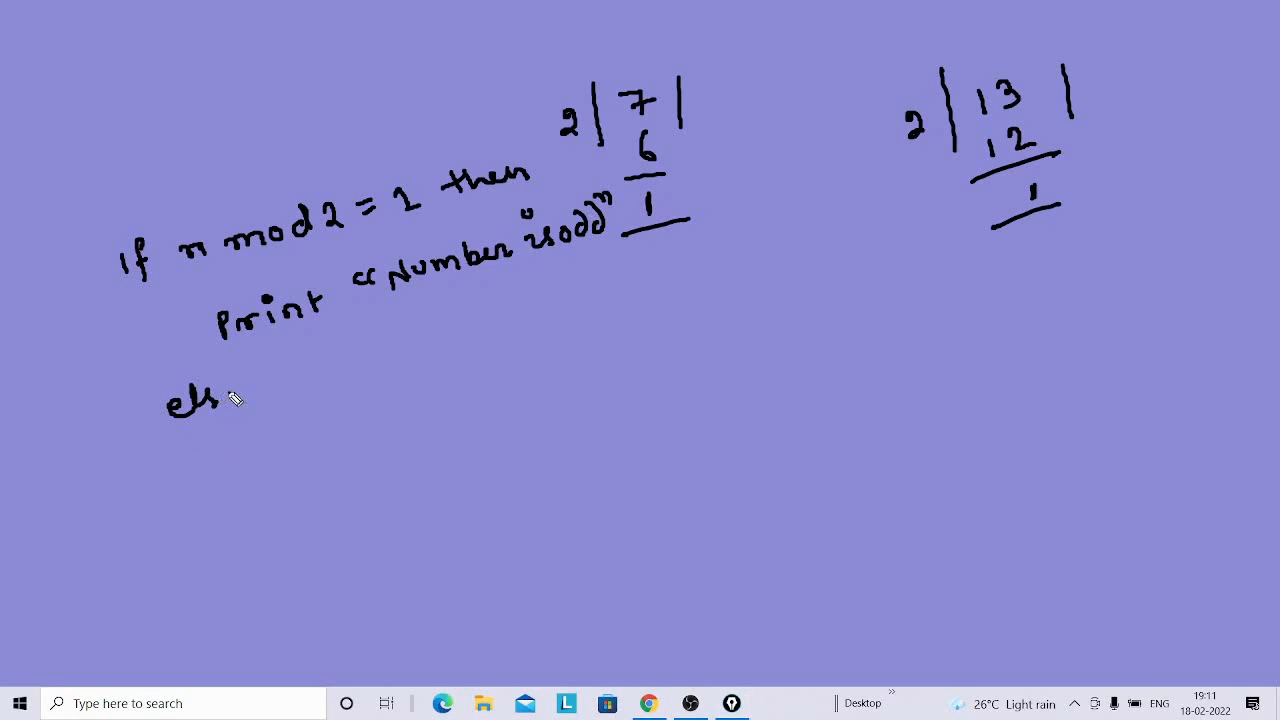 2 | 7 |
6
1
2 | 13 |
12
1
if n mod 2 = 1 then
print "Number is odd"
els
Type here to search
Desktop
26°C Light rain
ENG
19:11
18-02-2022